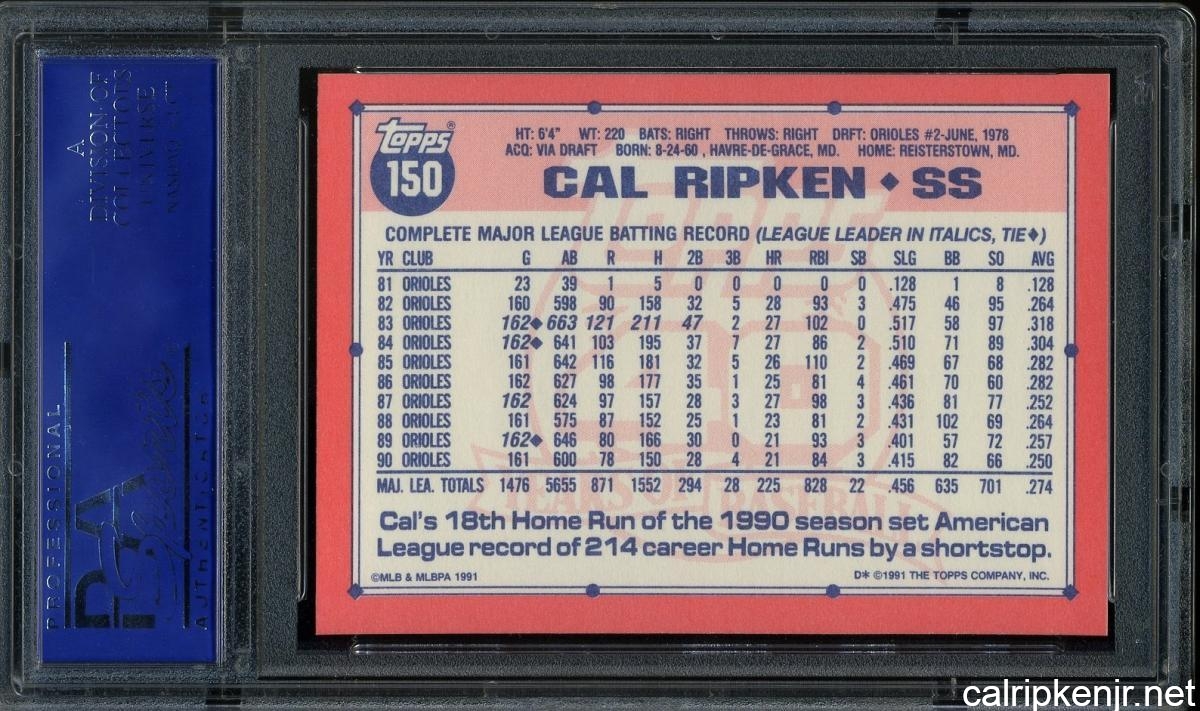 A
DIVISION OF
COLLECTORS
UNIVERSE
NASDAQ: CLCT
PROFESSIONAL
PSA
AUTHENTICATOR
topps®
150
HT: 6'4" WT: 220 BATS: RIGHT THROWS: RIGHT DRFT: ORIOLES #2-JUNE, 1978
ACQ: VIA DRAFT BORN: 8-24-60 , HAVRE-DE-GRACE, MD. HOME: REISTERSTOWN, MD.
CAL RIPKEN ◆ SS
COMPLETE MAJOR LEAGUE BATTING RECORD (LEAGUE LEADER IN ITALICS, TIE◆)
YR CLUB G AB R H 2B 3B HR RBI SB SLG BB SO AVG
81 ORIOLES 23 39 1 5 0 0 0 0 0 .128 1 8 .128
82 ORIOLES 160 598 90 158 32 5 28 93 3 .475 46 95 .264
83 ORIOLES 162◆ 663 121 211 47 2 27 102 0 .517 58 97 .318
84 ORIOLES 162◆ 641 103 195 37 7 27 86 2 .510 71 89 .304
85 ORIOLES 161 642 116 181 32 5 26 110 2 .469 67 68 .282
86 ORIOLES 162 627 98 177 35 1 25 81 4 .461 70 60 .282
87 ORIOLES 162 624 97 157 28 3 27 98 3 .436 81 77 .252
88 ORIOLES 161 575 87 152 25 1 23 81 2 .431 102 69 .264
89 ORIOLES 162◆ 646 80 166 30 0 21 93 3 .401 57 72 .257
90 ORIOLES 161 600 78 150 28 4 21 84 3 .415 82 66 .250
MAJ. LEA. TOTALS 1476 5655 871 1552 294 28 225 828 22 .456 635 701 .274
Cal's 18th Home Run of the 1990 season set American
League record of 214 career Home Runs by a shortstop.
©MLB & MLBPA 1991
D* ©1991 THE TOPPS COMPANY, INC.
TOPPS
40
YEARS OF BASEBALL
calripkenjr.net